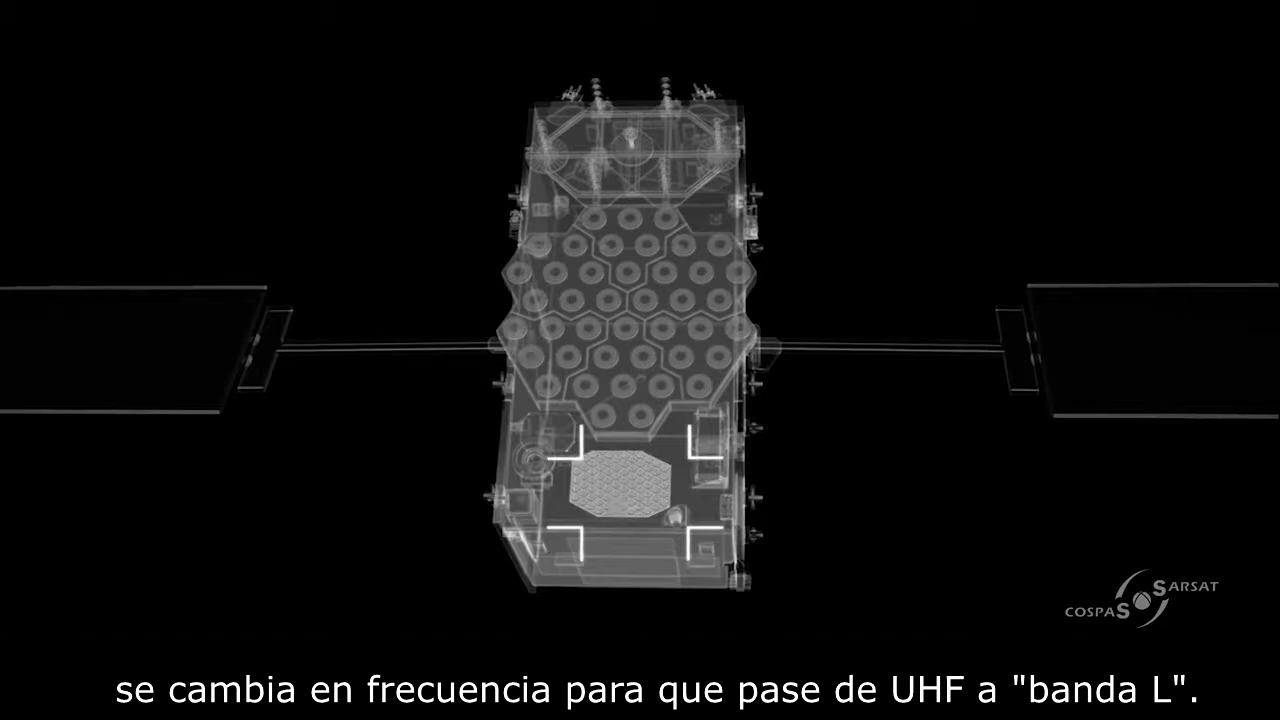 COSPAS SARSAT
se cambia en frecuencia para que pase de UHF a "banda L".